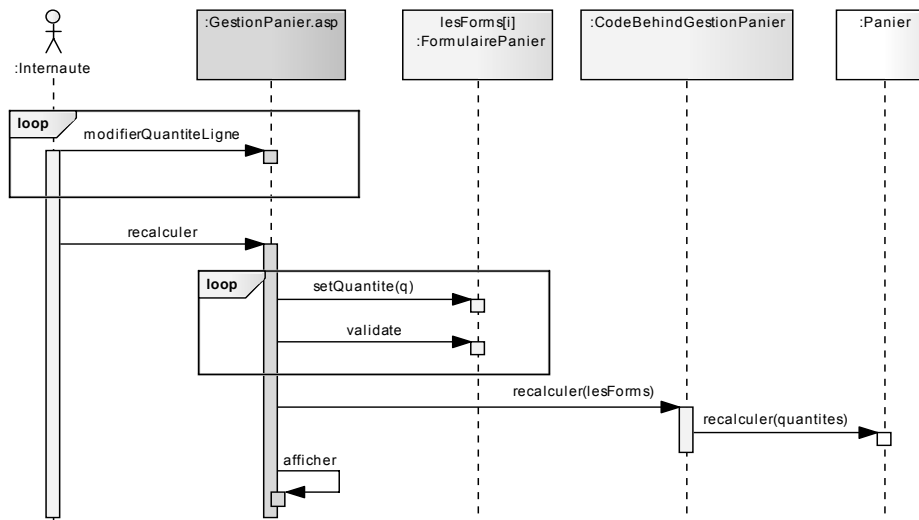 :GestionPanier.asp
lesForms[i]
:FormulairePanier
:CodeBehindGestionPanier
:Panier
:Internaute
loop
modifierQuantiteLigne
recalculer
loop
setQuantite(q)
validate
recalculer(lesForms)
recalculer(quantites)
afficher